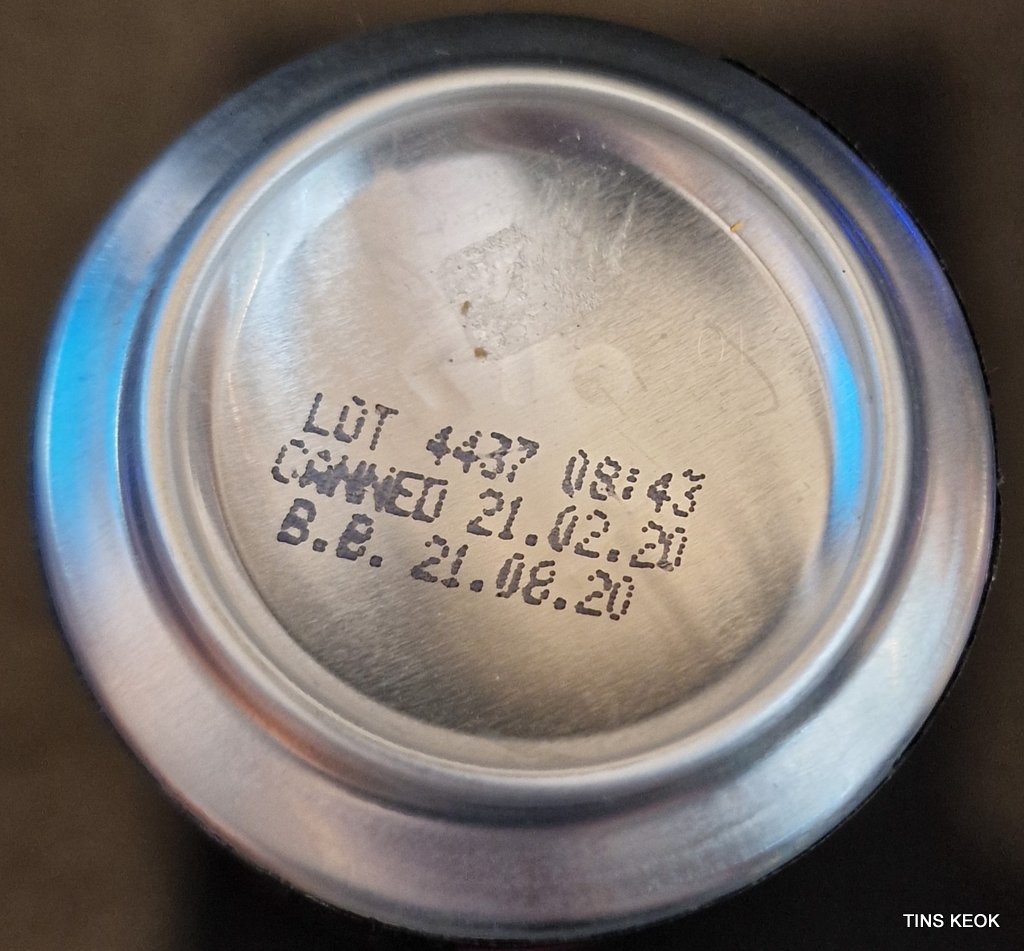 LOT 4437 08:43
CANNED 21.02.20
B.B. 21.08.20
TINS KEOK